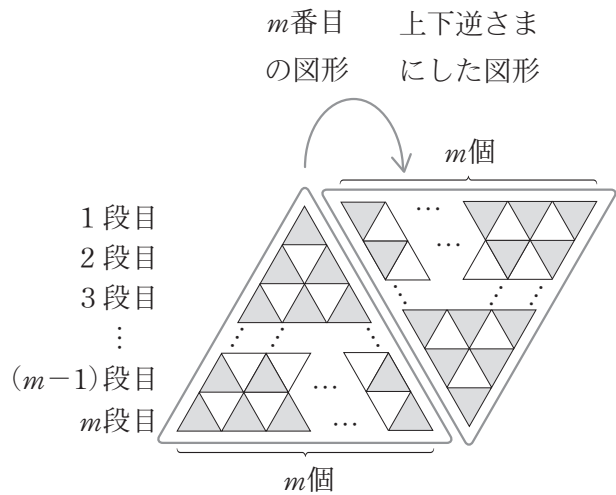 m番目
の図形
上下逆さま
にした図形
m個
…
…
1段目
2段目
3段目
⋮
(m－1)段目
m段目
…
…
m個